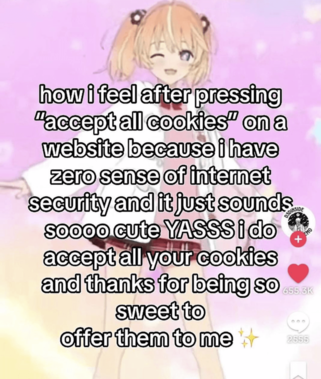 how i feel after pressing
"accept all cookies" on a
website because i have
zero sense of internet
security and it just sounds
soooo cute YASSS i do
accept all your cookies
and thanks for being so
sweet to
offer them to me ✨